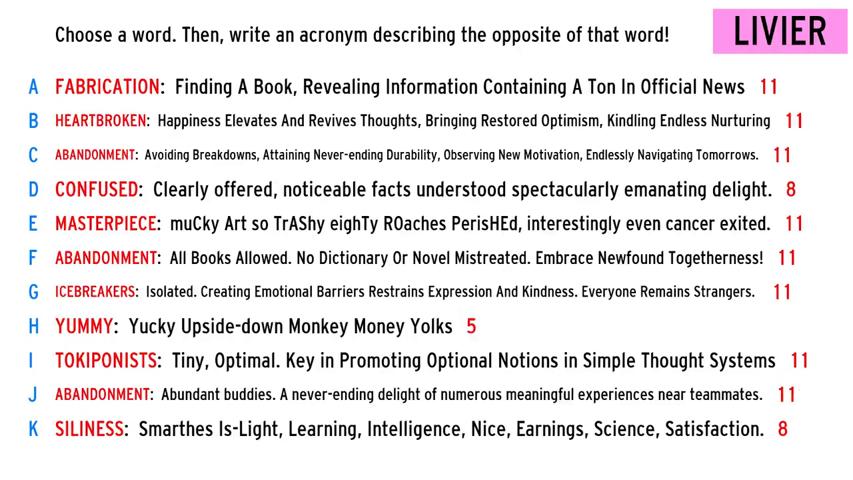 Choose a word. Then, write an acronym describing the opposite of that word!
LIVIER
A FABRICATION: Finding A Book, Revealing Information Containing A Ton In Official News 11
B HEARTBROKEN: Happiness Elevates And Revives Thoughts, Bringing Restored Optimism, Kindling Endless Nurturing 11
C ABANDONMENT: Avoiding Breakdowns, Attaining Never-ending Durability, Observing New Motivation, Endlessly Navigating Tomorrows. 11
D CONFUSED: Clearly offered, noticeable facts understood spectacularly emanating delight. 8
E MASTERPIECE: muCky Art so TrAShy eighTy ROaches PerisHEd, interestingly even cancer exited. 11
F ABANDONMENT: All Books Allowed. No Dictionary Or Novel Mistreated. Embrace Newfound Togetherness! 11
G ICEBREAKERS: Isolated. Creating Emotional Barriers Restrains Expression And Kindness. Everyone Remains Strangers. 11
H YUMMY: Yucky Upside-down Monkey Money Yolks 5
I TOKIPONISTS: Tiny, Optimal. Key in Promoting Optional Notions in Simple Thought Systems 11
J ABANDONMENT: Abundant buddies. A never-ending delight of numerous meaningful experiences near teammates. 11
K SILINESS: Smarthes Is-Light, Learning, Intelligence, Nice, Earnings, Science, Satisfaction. 8